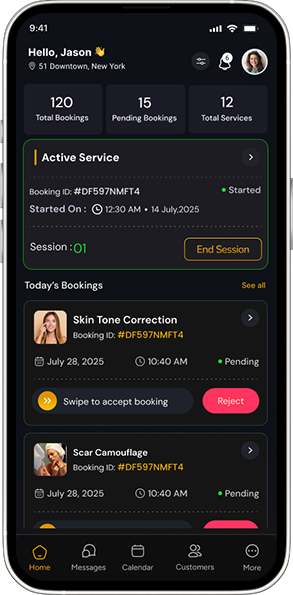 9:41
Hello, Jason 👋
51 Downtown, New York
6
120
Total Bookings
15
Pending Bookings
12
Total Services
Active Service
Booking ID: #DF597NMFT4
Started
Started On : 12:30 AM • 14 July,2025
Session : 01
End Session
Today's Bookings
See all
Skin Tone Correction
Booking ID: #DF597NMFT4
July 28, 2025
10:40 AM
Pending
Swipe to accept booking
Reject
Scar Camouflage
Booking ID: #DF597NMFT4
July 28, 2025
10:40 AM
Pending
Home
Messages
Calendar
Customers
More